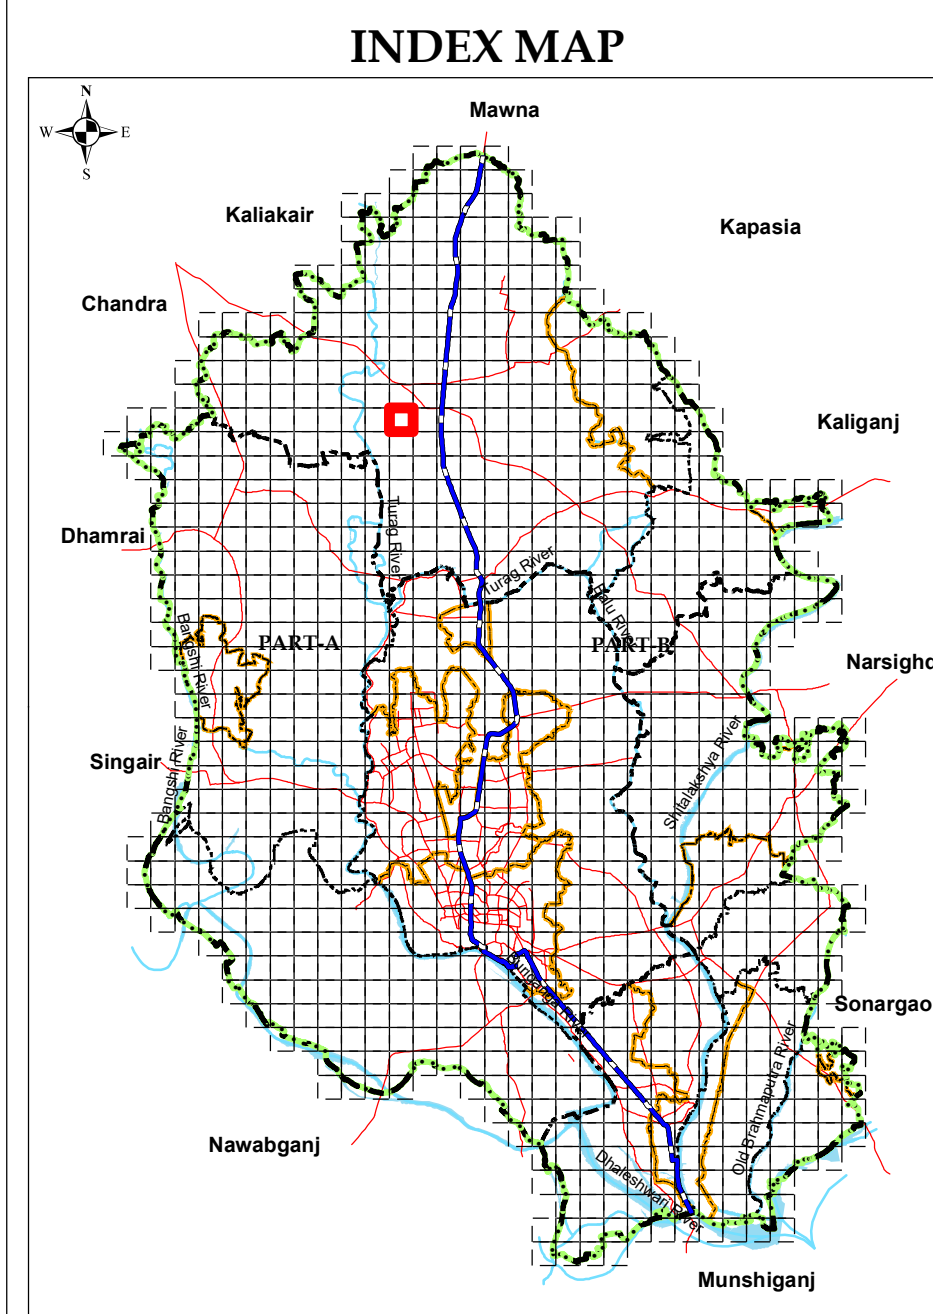 INDEX MAP
N
W E
S
Mawna
Kaliakair
Kapasia
Chandra
Kaliganj
Dhamrai
Turag River
Turag River
Balu River
Bangshi River
PART-A
PART-B
Narsighd
Singair
Bangshi River
Shitalakshya River
Buriganga River
Sonargao
Old Brahmaputra River
Nawabganj
Dhaleshwari River
Munshiganj